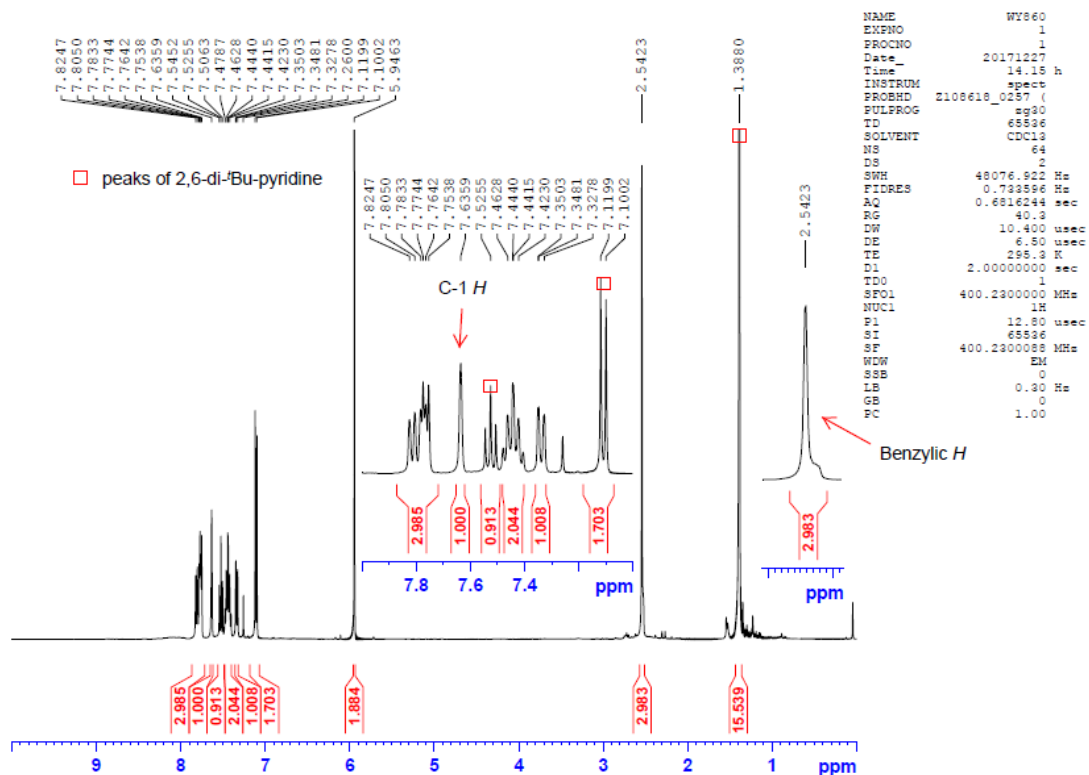 7.8247
7.8050
7.7833
7.7744
7.7642
7.7538
7.6359
7.5452
7.5255
7.5063
7.4787
7.4628
7.4440
7.4415
7.4230
7.3503
7.3481
7.3278
7.2600
7.1199
7.1002
5.9463
2.5423
1.3880
NAME WY860
EXPNO 1
PROCNO 1
Date_ 20171227
Time 14.15 h
INSTRUM spect
PROBHD Z108618_0257 (
PULPROG zg30
TD 65536
SOLVENT CDCl3
NS 64
DS 2
SWH 48076.922 Hz
FIDRES 0.733596 Hz
AQ 0.6816244 sec
RG 40.3
DW 10.400 usec
DE 6.50 usec
TE 295.3 K
D1 2.00000000 sec
TD0 1
SFO1 400.2300000 MHz
NUC1 1H
P1 12.80 usec
SI 65536
SF 400.2300088 MHz
WDW EM
SSB 0
LB 0.30 Hz
GB 0
PC 1.00
peaks of 2,6-di-tBu-pyridine
7.8247
7.8050
7.7833
7.7744
7.7642
7.7538
7.6359
7.5255
7.4628
7.4440
7.4415
7.4230
7.3503
7.3481
7.3278
7.1199
7.1002
2.5423
C-1 H
Benzylic H
2.985
1.000
0.913
2.044
1.008
1.703
2.983
7.8 7.6 7.4 ppm
ppm
2.985
1.000
0.913
2.044
1.008
1.703
1.884
2.983
15.539
9 8 7 6 5 4 3 2 1 ppm